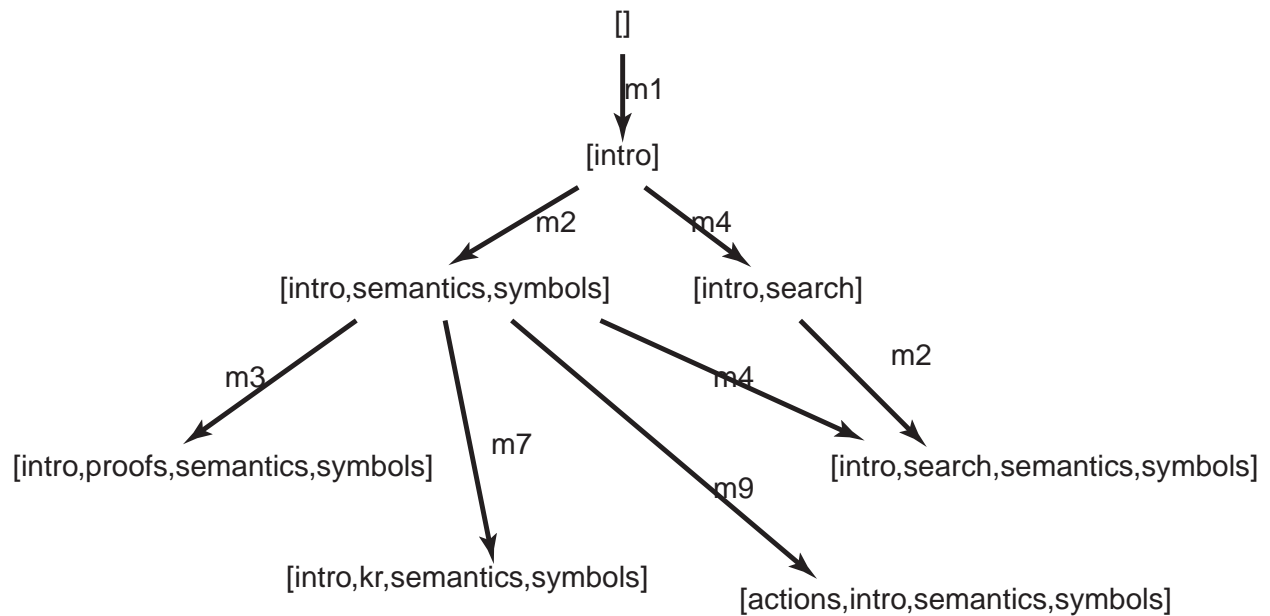 []
m1
[intro]
m2
m4
[intro,semantics,symbols]
[intro,search]
m3
m4
m2
m7
[intro,proofs,semantics,symbols]
[intro,search,semantics,symbols]
m9
[intro,kr,semantics,symbols]
[actions,intro,semantics,symbols]